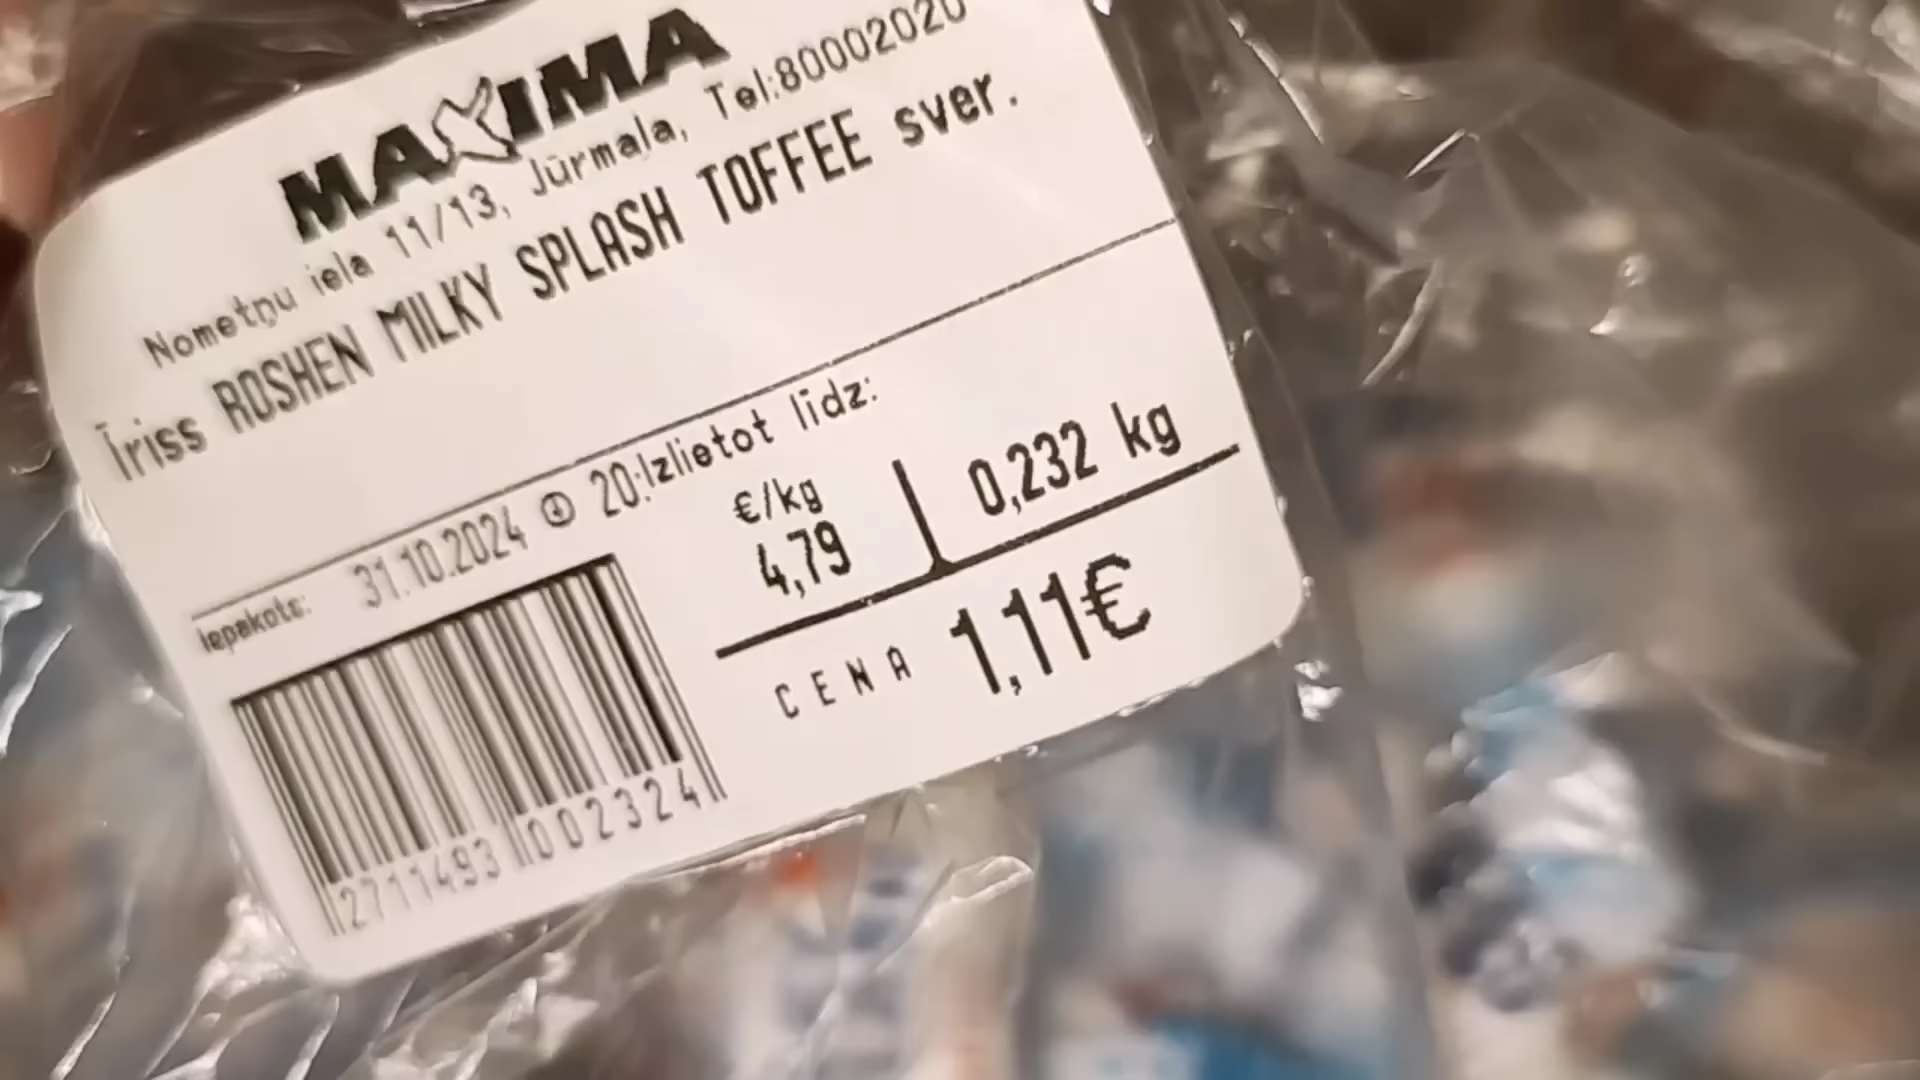 MAXIMA
Nometņu iela 11/13, Jūrmala, Tel:80002020
Īriss ROSHEN MILKY SPLASH TOFFEE sver.
Iepakots: 31.10.2024 20: Izlietot līdz:
€/kg
4,79
0,232 kg
CENA 1,11€
2711493 002324